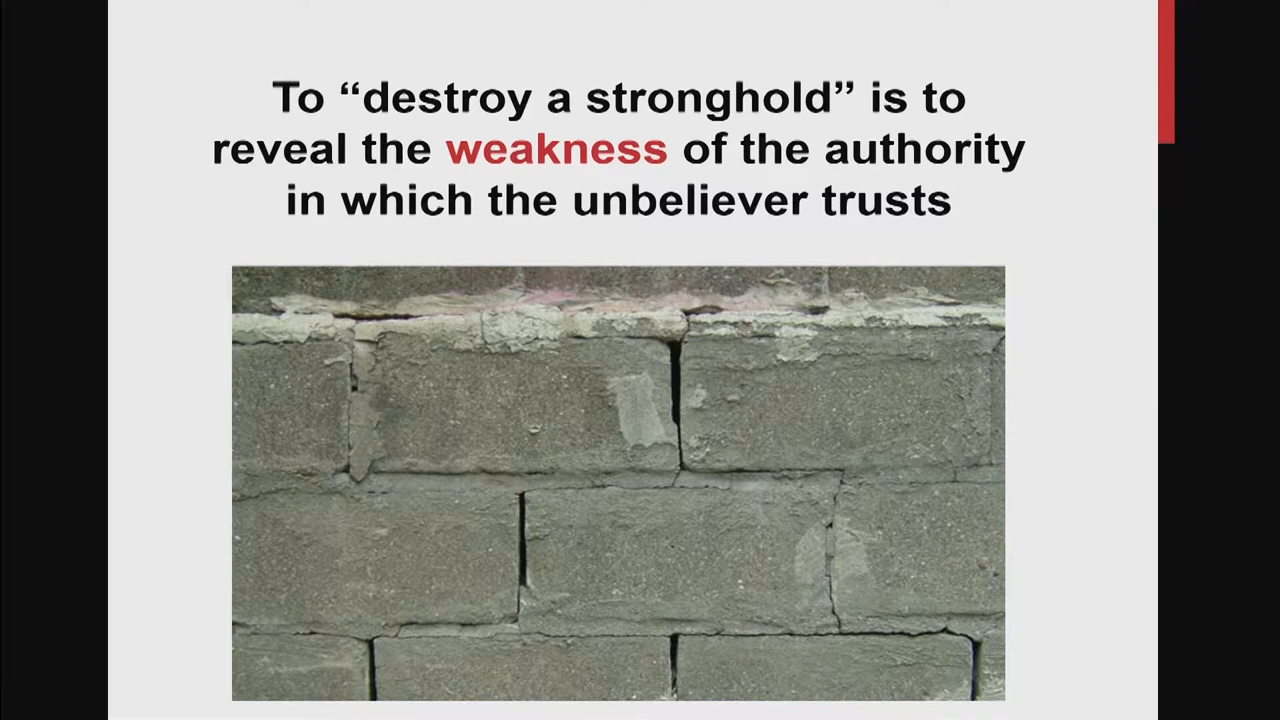 To “destroy a stronghold” is to
reveal the weakness of the authority
in which the unbeliever trusts